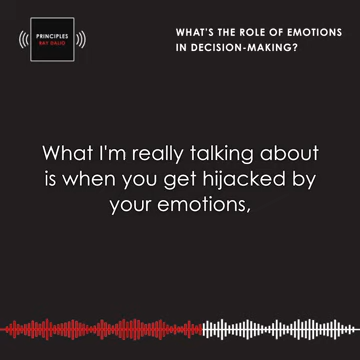 PRINCIPLES
RAY DALIO
WHAT'S THE ROLE OF EMOTIONS
IN DECISION-MAKING?
What I'm really talking about
is when you get hijacked by
your emotions,